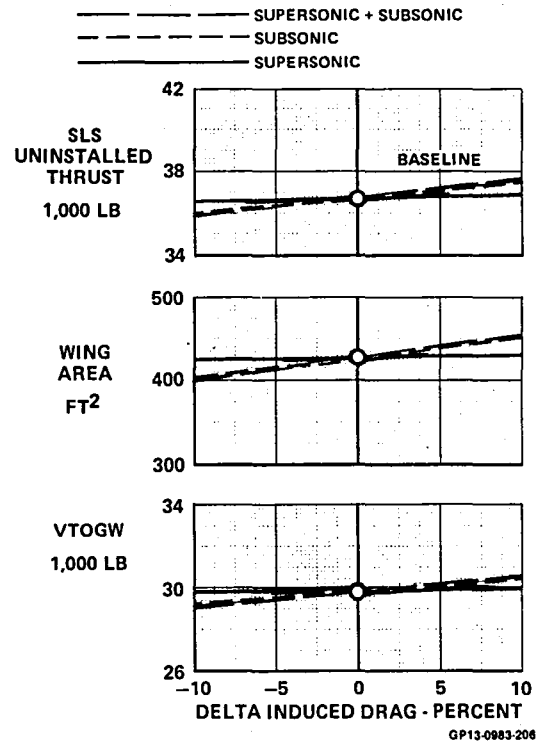 SUPERSONIC + SUBSONIC
SUBSONIC
SUPERSONIC
SLS
UNINSTALLED
THRUST
1,000 LB
42
38
34
BASELINE
WING
AREA
FT²
500
400
300
VTOGW
1,000 LB
34
30
26
−10 −5 0 5 10
DELTA INDUCED DRAG - PERCENT
GP13-0983-206